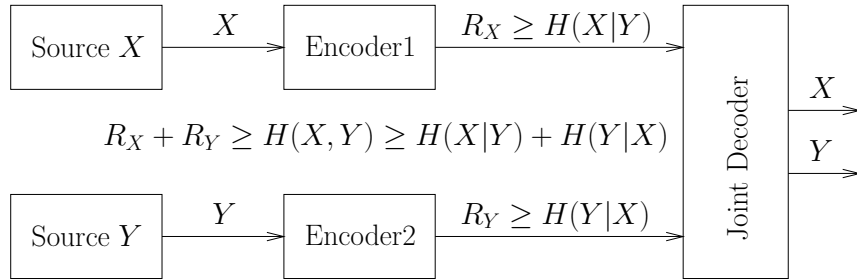 Source X
X
Encoder1
R_X ≥ H(X|Y)
Joint Decoder
X
Y
R_X + R_Y ≥ H(X, Y) ≥ H(X|Y) + H(Y|X)
Source Y
Y
Encoder2
R_Y ≥ H(Y|X)